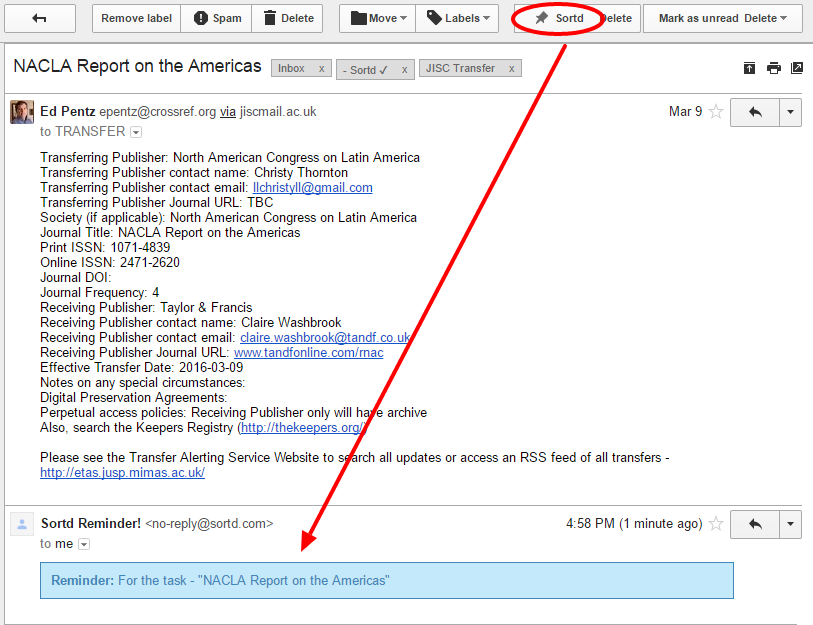 Remove label Spam Delete Move Labels Sortd elete Mark as unread Delete
NACLA Report on the Americas Inbox x - Sortd ✓ x JISC Transfer x
Ed Pentz epentz@crossref.org via jiscmail.ac.uk Mar 9
to TRANSFER
Transferring Publisher: North American Congress on Latin America
Transferring Publisher contact name: Christy Thornton
Transferring Publisher contact email: llchristyll@gmail.com
Transferring Publisher Journal URL: TBC
Society (if applicable): North American Congress on Latin America
Journal Title: NACLA Report on the Americas
Print ISSN: 1071-4839
Online ISSN: 2471-2620
Journal DOI:
Journal Frequency: 4
Receiving Publisher: Taylor & Francis
Receiving Publisher contact name: Claire Washbrook
Receiving Publisher contact email: claire.washbrook@tandf.co.uk
Receiving Publisher Journal URL: www.tandfonline.com/rnac
Effective Transfer Date: 2016-03-09
Notes on any special circumstances:
Digital Preservation Agreements:
Perpetual access policies: Receiving Publisher only will have archive
Also, search the Keepers Registry (http://thekeepers.org/)
Please see the Transfer Alerting Service Website to search all updates or access an RSS feed of all transfers -
http://etas.jusp.mimas.ac.uk/
Sortd Reminder! <no-reply@sortd.com> 4:58 PM (1 minute ago)
to me
Reminder: For the task - "NACLA Report on the Americas"